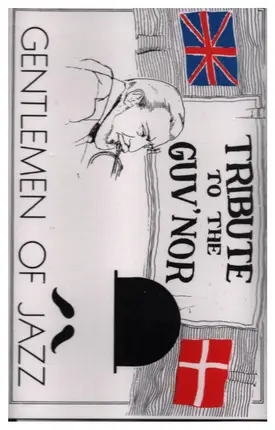 TRIBUTE
TO THE
GUV'NOR
GENTLEMEN OF JAZZ